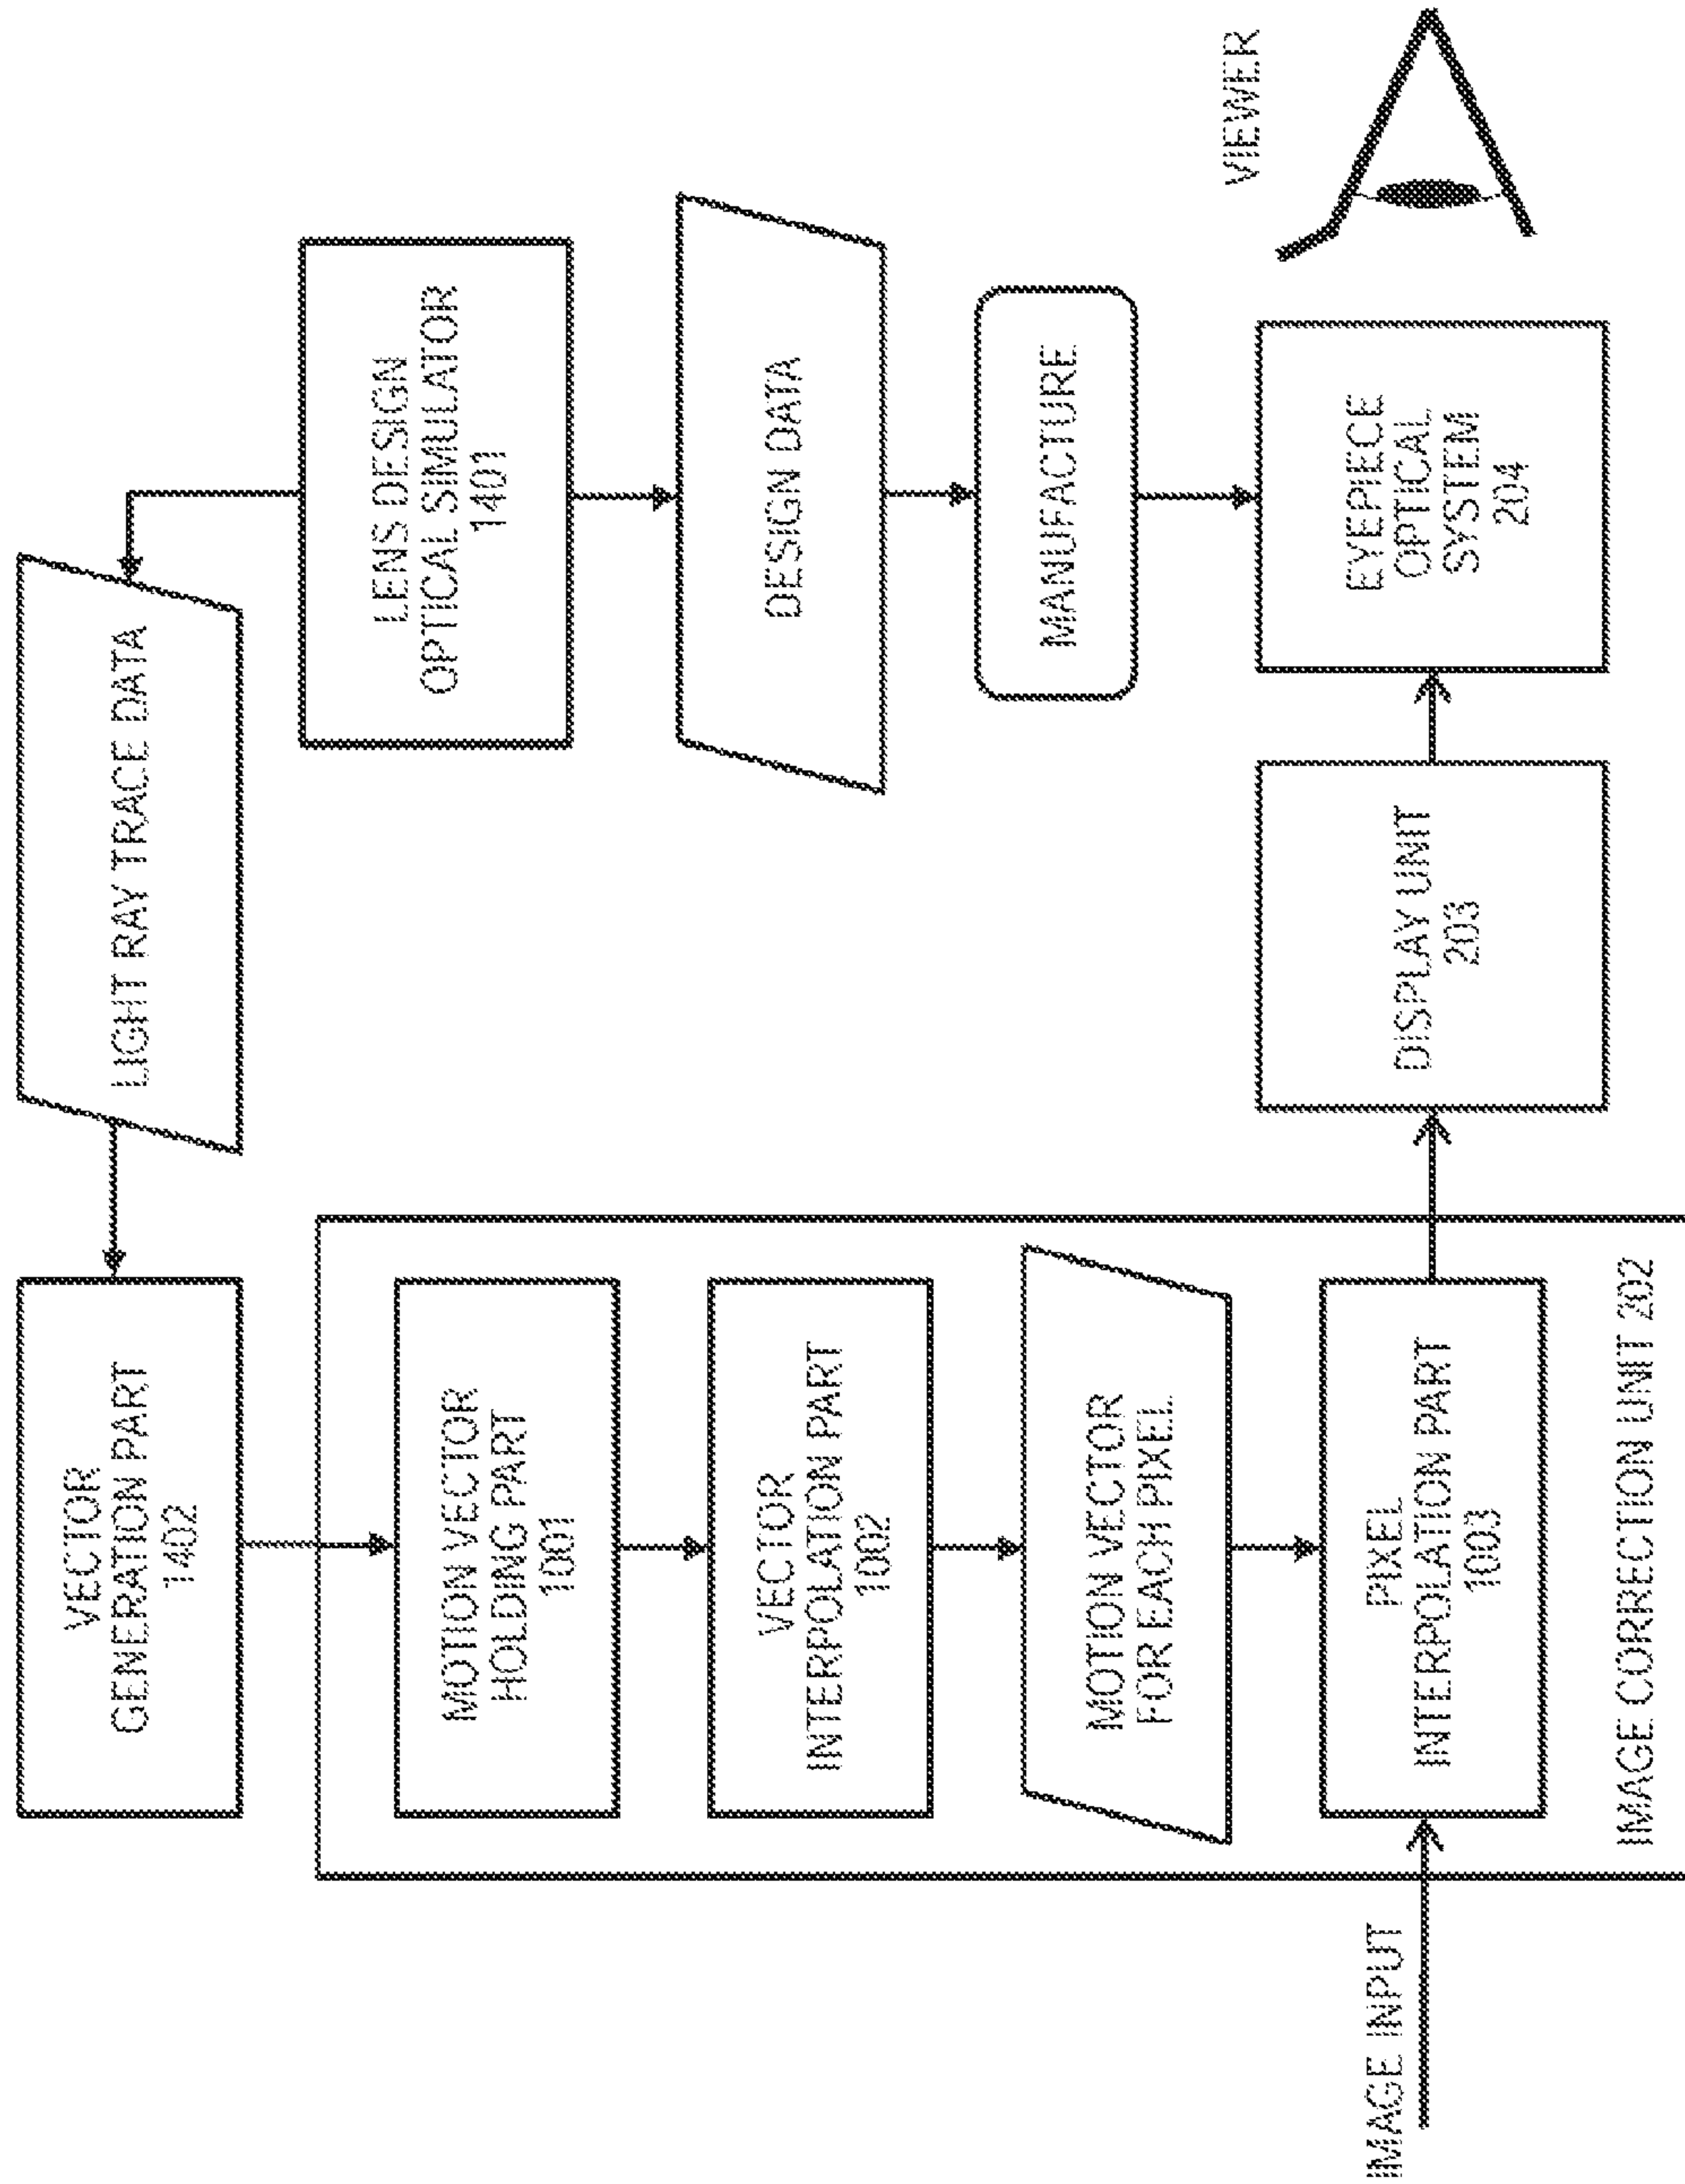 VECTOR
GENERATION PART
1402
LIGHT RAY TRACE DATA
LENS DESIGN
OPTICAL SIMULATOR
1401
MOTION VECTOR
HOLDING PART
1001
VECTOR
INTERPOLATION PART
1002
DESIGN DATA
MOTION VECTOR
FOR EACH PIXEL
MANUFACTURE
IMAGE INPUT
PIXEL
INTERPOLATION PART
1003
DISPLAY UNIT
203
EYEPIECE
OPTICAL
SYSTEM
204
VIEWER
IMAGE CORRECTION UNIT 202